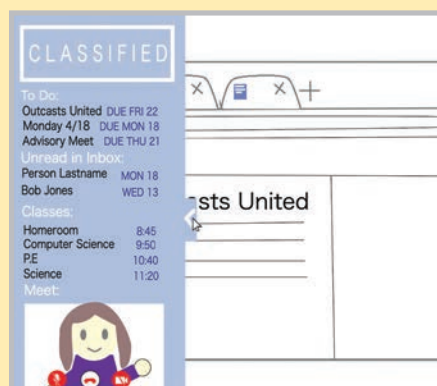 CLASSIFIED
To Do:
Outcasts United DUE FRI 22
Monday 4/18 DUE MON 18
Advisory Meet DUE THU 21
Unread in Inbox:
Person Lastname MON 18
Bob Jones WED 13
Classes:
Homeroom 8:45
Computer Science 9:50
P.E 10:40
Science 11:20
Meet:
sts United